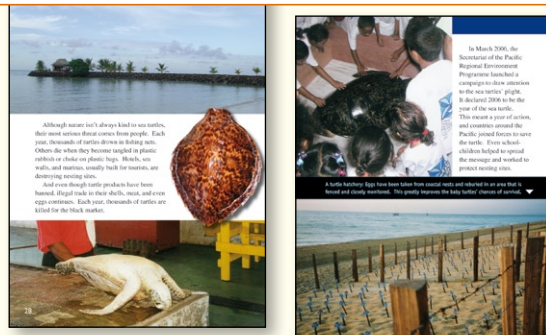 Although nature isn't always kind to sea turtles,
their most serious threat comes from people. Each
year, thousands of turtles drown in fishing nets.
Others die when they become tangled in plastic
rubbish or choke on plastic bags. Hotels, sea
walls, and marinas, usually built for tourists, are
destroying nesting sites.
And even though turtle products have been
banned, illegal trade in their shells, meat, and even
eggs continues. Each year, thousands of turtles are
killed for the black market.
28
In March 2006, the
Secretariat of the Pacific
Regional Environment
Programme launched a
campaign to draw attention
to the sea turtles' plight.
It declared 2006 to be the
year of the sea turtle.
This meant a year of action,
and countries around the
Pacific joined forces to save
the turtle. Even school-
children helped to spread
the message and worked to
protect nesting sites.
A turtle hatchery: Eggs have been taken from coastal nests and reburied in an area that is
fenced and closely monitored. This greatly improves the baby turtles' chances of survival.